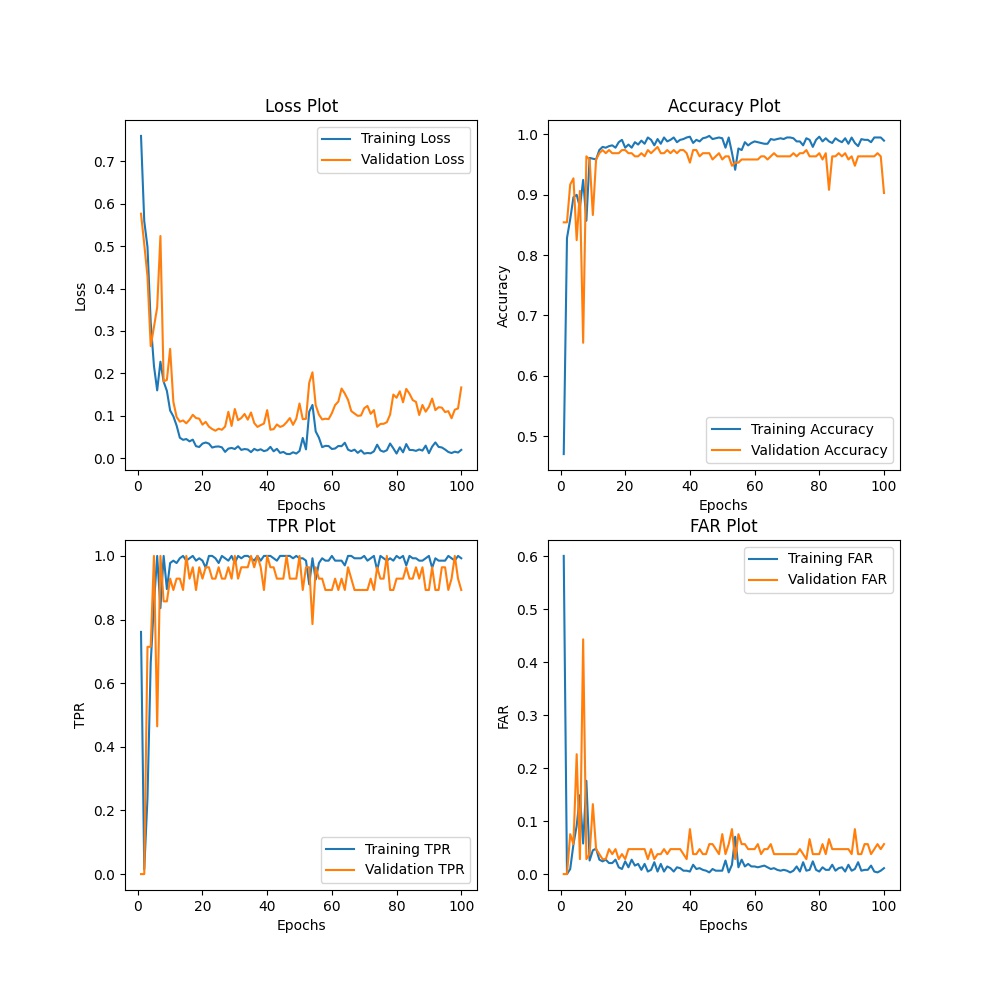 Loss Plot
Accuracy Plot
Training Loss
Validation Loss
Loss
0.7
0.6
0.5
0.4
0.3
0.2
0.1
0.0
0 20 40 60 80 100
Epochs
Accuracy
1.0
0.9
0.8
0.7
0.6
0.5
Training Accuracy
Validation Accuracy
0 20 40 60 80 100
Epochs
TPR Plot
FAR Plot
TPR
1.0
0.8
0.6
0.4
0.2
0.0
Training TPR
Validation TPR
0 20 40 60 80 100
Epochs
Training FAR
Validation FAR
FAR
0.6
0.5
0.4
0.3
0.2
0.1
0.0
0 20 40 60 80 100
Epochs